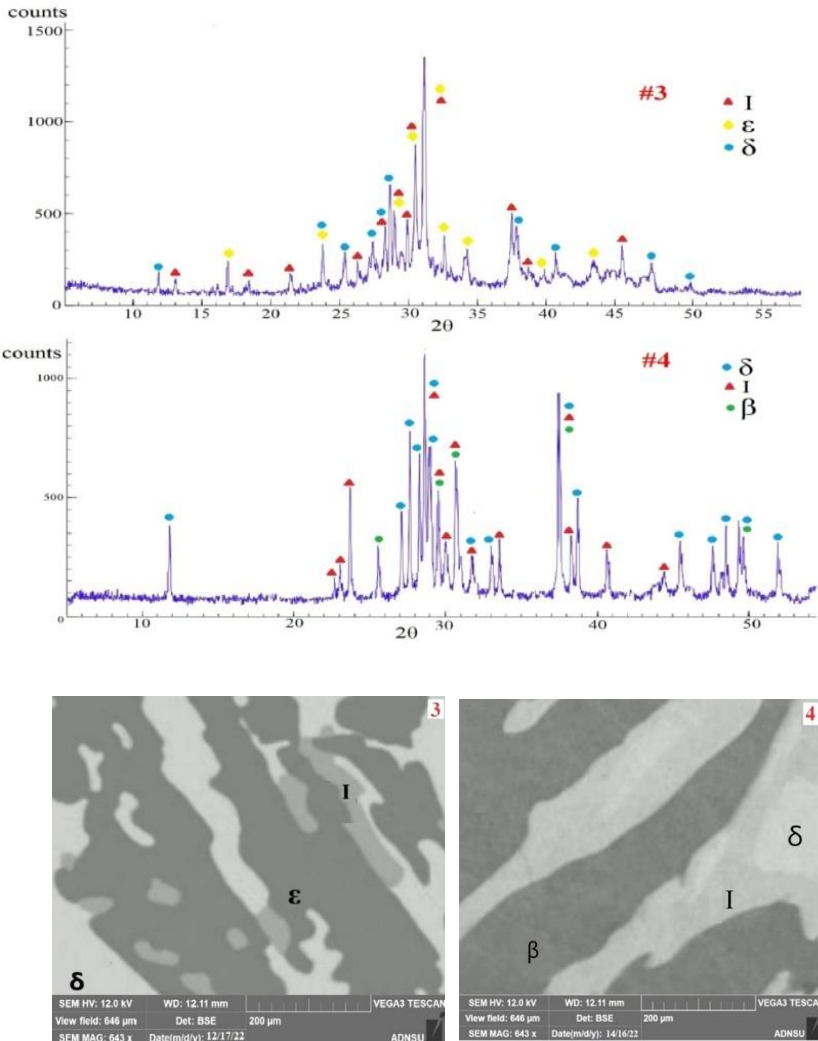 counts
1500
#3
I
ε
δ
1000
500
0
10 15 20 25 30 35 40 45 50 55
2θ
counts
#4
δ
I
β
1000
500
0
10 20 30 40 50
2θ
3
I
ε
δ
SEM HV: 12.0 kV WD: 12.11 mm VEGA3 TESCAN
View field: 646 µm Det: BSE 200 µm
SEM MAG: 643 x Date(m/d/y): 12/17/22 ADNSU
4
δ
I
β
SEM HV: 12.0 kV WD: 12.11 mm VEGA3 TESCA
View field: 646 µm Det: BSE 200 µm
SEM MAG: 643 x Date(m/d/y): 14/16/22 ADNSU